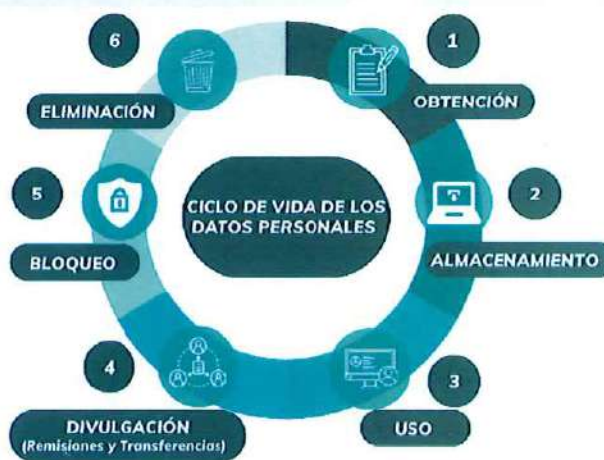 CICLO DE VIDA DE LOS
DATOS PERSONALES
1
OBTENCIÓN
2
ALMACENAMIENTO
3
USO
4
DIVULGACIÓN
(Remisiones y Transferencias)
5
BLOQUEO
6
ELIMINACIÓN